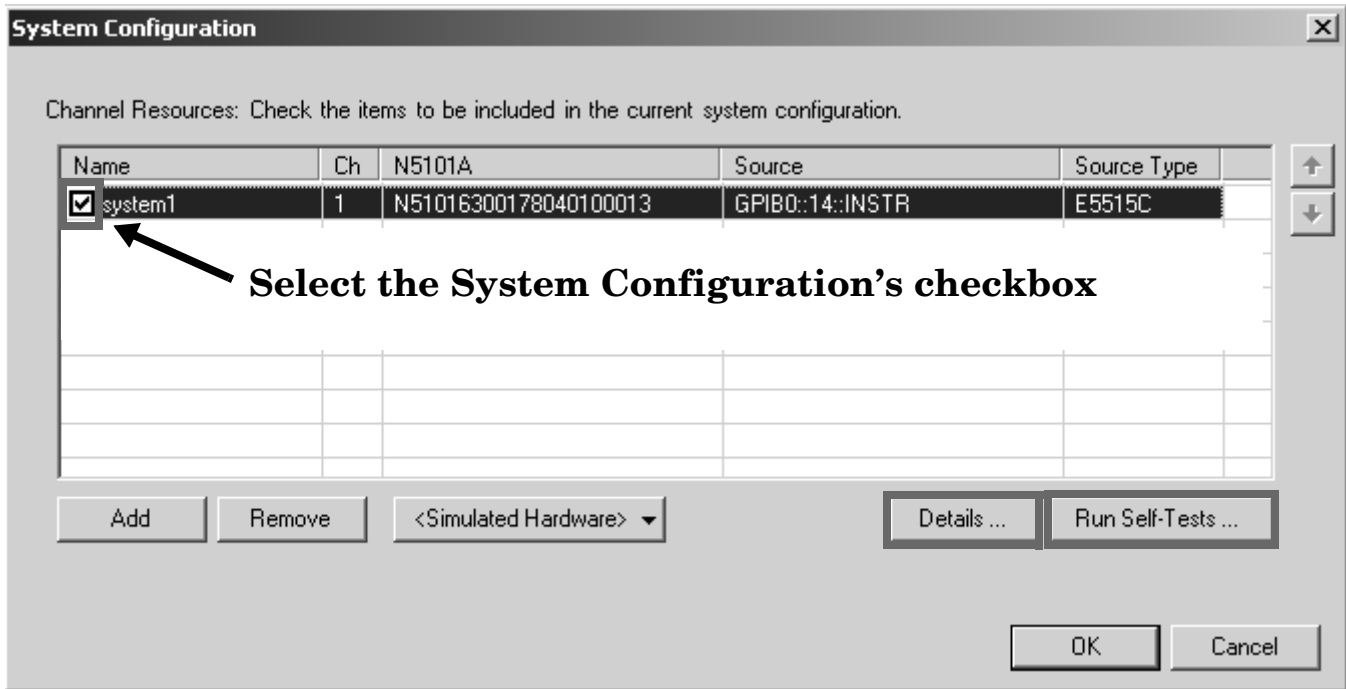 System Configuration
Channel Resources: Check the items to be included in the current system configuration.
Name Ch N5101A Source Source Type
system1 1 N51016300178040100013 GPIB0::14::INSTR E5515C
Select the System Configuration’s checkbox
Add Remove <Simulated Hardware> Details ... Run Self-Tests ...
OK Cancel